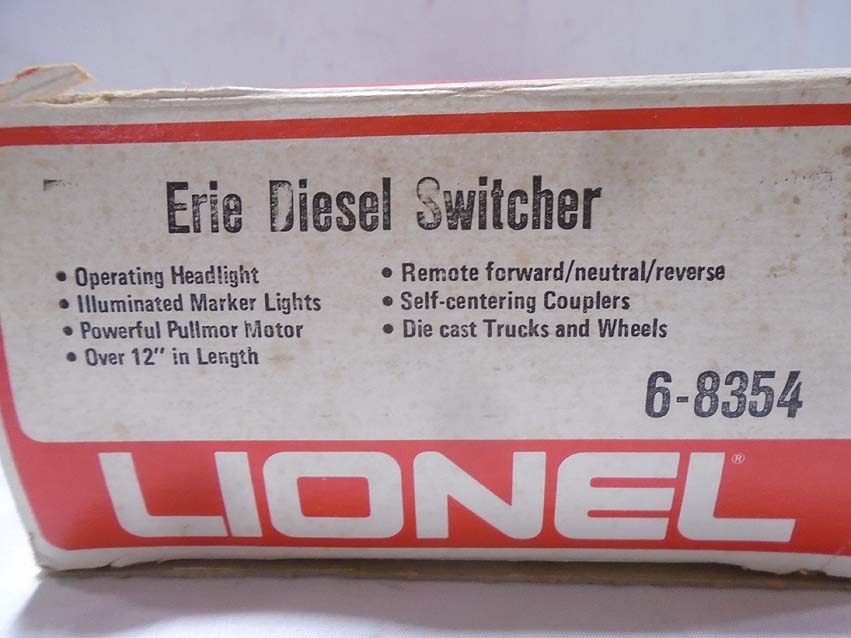 Erie Diesel Switcher
• Operating Headlight
• Illuminated Marker Lights
• Powerful Pullmor Motor
• Over 12" in Length
• Remote forward/neutral/reverse
• Self-centering Couplers
• Die cast Trucks and Wheels
6-8354
LIONEL®